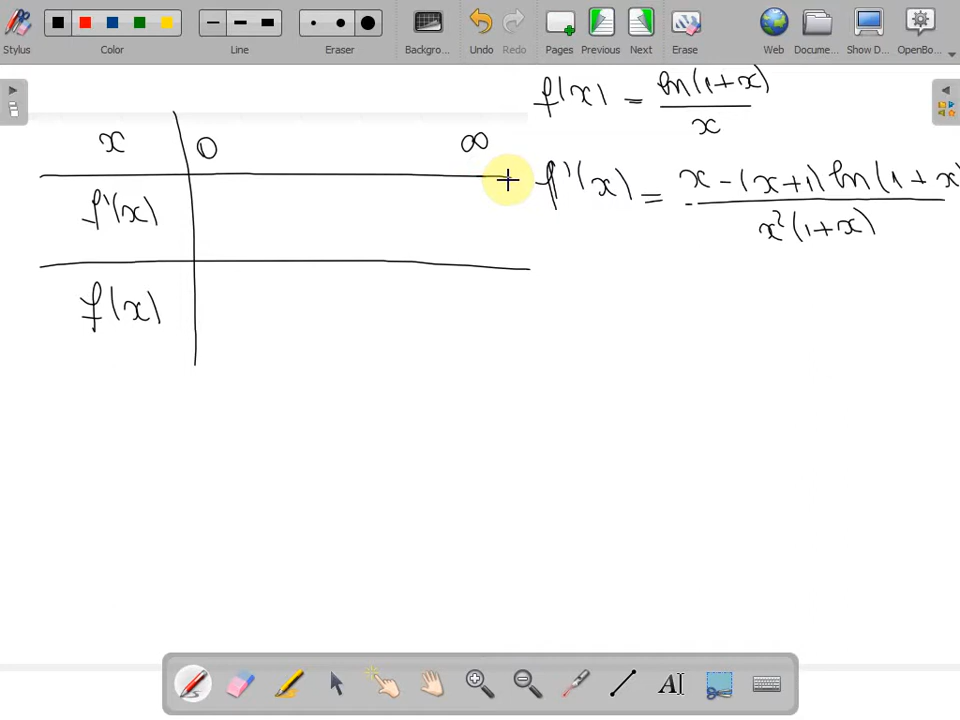 Stylus Color Line Eraser Backgro... Undo Redo Pages Previous Next Erase Web Docume... Show D... OpenBo...
f(x) = ln(1+x)/x
x 0 ∞
f'(x) = x-(x+1)ln(1+x)/x²(1+x)
f'(x)
f(x)
A